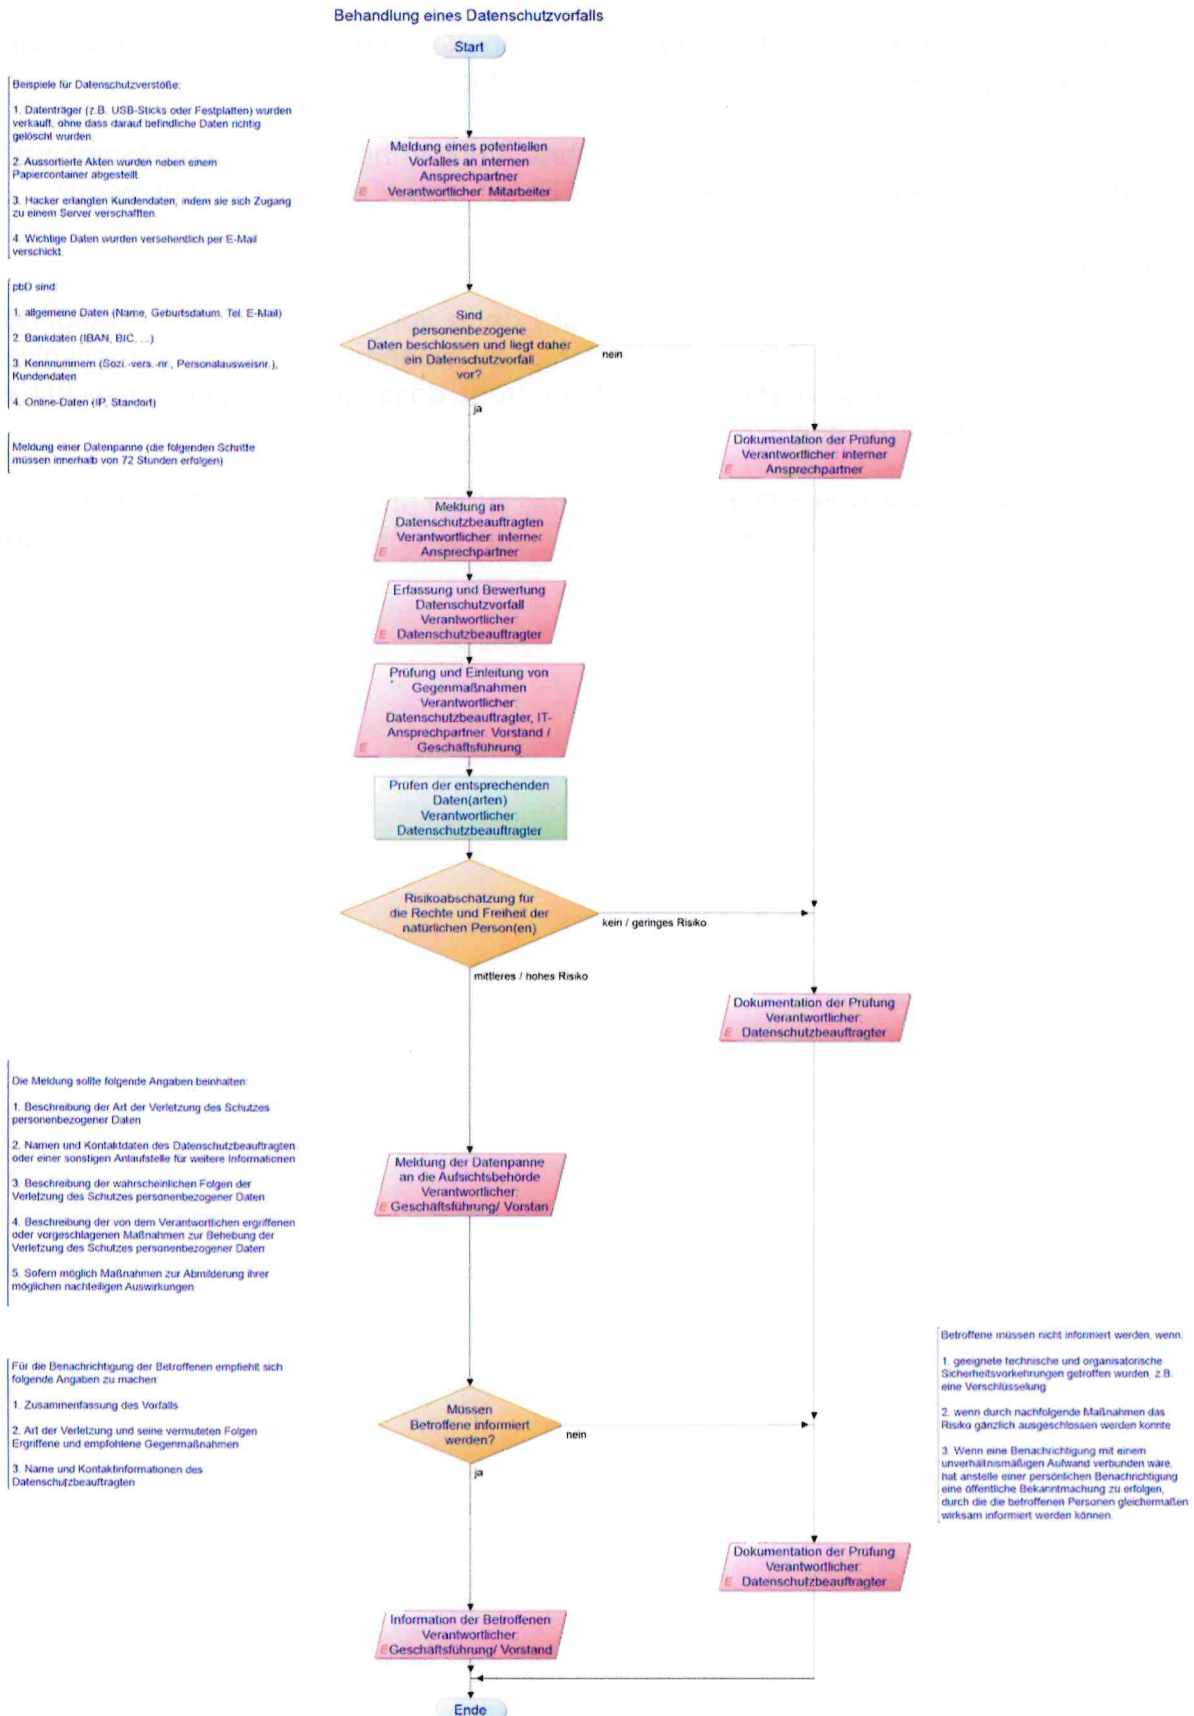 Behandlung eines Datenschutzvorfalls
Start
Beispiele für Datenschutzverstöße:
1. Datenträger (z.B. USB-Sticks oder Festplatten) wurden
verkauft, ohne dass darauf befindliche Daten richtig
gelöscht wurden.
2. Aussortierte Akten wurden neben einem
Papiercontainer abgestellt.
3. Hacker erlangten Kundendaten, indem sie sich Zugang
zu einem Server verschafften.
4. Wichtige Daten wurden versehentlich per E-Mail
verschickt.
Meldung eines potentiellen
Vorfalles an internen
Ansprechpartner
Verantwortlicher: Mitarbeiter
E
pbD sind:
1. allgemeine Daten (Name, Geburtsdatum, Tel. E-Mail)
2. Bankdaten (IBAN, BIC, ...)
3. Kennnummern (Sozi.-vers.-nr., Personalausweisnr.),
Kundendaten
4. Online-Daten (IP, Standort)
Sind
personenbezogene
Daten beschlossen und liegt daher
ein Datenschutzvorfall
vor?
nein
ja
Meldung einer Datenpanne (die folgenden Schritte
müssen innerhalb von 72 Stunden erfolgen)
Dokumentation der Prüfung
Verantwortlicher: interner
Ansprechpartner
E
Meldung an
Datenschutzbeauftragten
Verantwortlicher: interner
Ansprechpartner
E
Erfassung und Bewertung
Datenschutzvorfall
Verantwortlicher:
Datenschutzbeauftragter
E
Prüfung und Einleitung von
Gegenmaßnahmen
Verantwortlicher:
Datenschutzbeauftragter, IT-
Ansprechpartner. Vorstand /
Geschäftsführung
E
Prüfen der entsprechenden
Daten(arten)
Verantwortlicher:
Datenschutzbeauftragter
Risikoabschätzung für
die Rechte und Freiheit der
natürlichen Person(en)
kein / geringes Risiko
mittleres / hohes Risiko
Dokumentation der Prüfung
Verantwortlicher:
Datenschutzbeauftragter
E
Die Meldung sollte folgende Angaben beinhalten:
1. Beschreibung der Art der Verletzung des Schutzes
personenbezogener Daten
2. Namen und Kontaktdaten des Datenschutzbeauftragten
oder einer sonstigen Anlaufstelle für weitere Informationen
3. Beschreibung der wahrscheinlichen Folgen der
Verletzung des Schutzes personenbezogener Daten
4. Beschreibung der von dem Verantwortlichen ergriffenen
oder vorgeschlagenen Maßnahmen zur Behebung der
Verletzung des Schutzes personenbezogener Daten
5. Sofern möglich Maßnahmen zur Abmilderung ihrer
möglichen nachteiligen Auswirkungen
Meldung der Datenpanne
an die Aufsichtsbehörde
Verantwortlicher:
Geschäftsführung/ Vorstan
E
Für die Benachrichtigung der Betroffenen empfiehlt sich
folgende Angaben zu machen:
1. Zusammenfassung des Vorfalls
2. Art der Verletzung und seine vermuteten Folgen
Ergriffene und empfohlene Gegenmaßnahmen
3. Name und Kontaktinformationen des
Datenschutzbeauftragten
Müssen
Betroffene informiert
werden?
nein
ja
Betroffene müssen nicht informiert werden, wenn:
1. geeignete technische und organisatorische
Sicherheitsvorkehrungen getroffen wurden, z.B.
eine Verschlüsselung
2. wenn durch nachfolgende Maßnahmen das
Risiko gänzlich ausgeschlossen werden konnte
3. Wenn eine Benachrichtigung mit einem
unverhältnismäßigen Aufwand verbunden wäre,
hat anstelle einer persönlichen Benachrichtigung
eine öffentliche Bekanntmachung zu erfolgen,
durch die die betroffenen Personen gleichermaßen
wirksam informiert werden können.
Dokumentation der Prüfung
Verantwortlicher:
Datenschutzbeauftragter
E
Information der Betroffenen
Verantwortlicher:
Geschäftsführung/ Vorstand
E
Ende